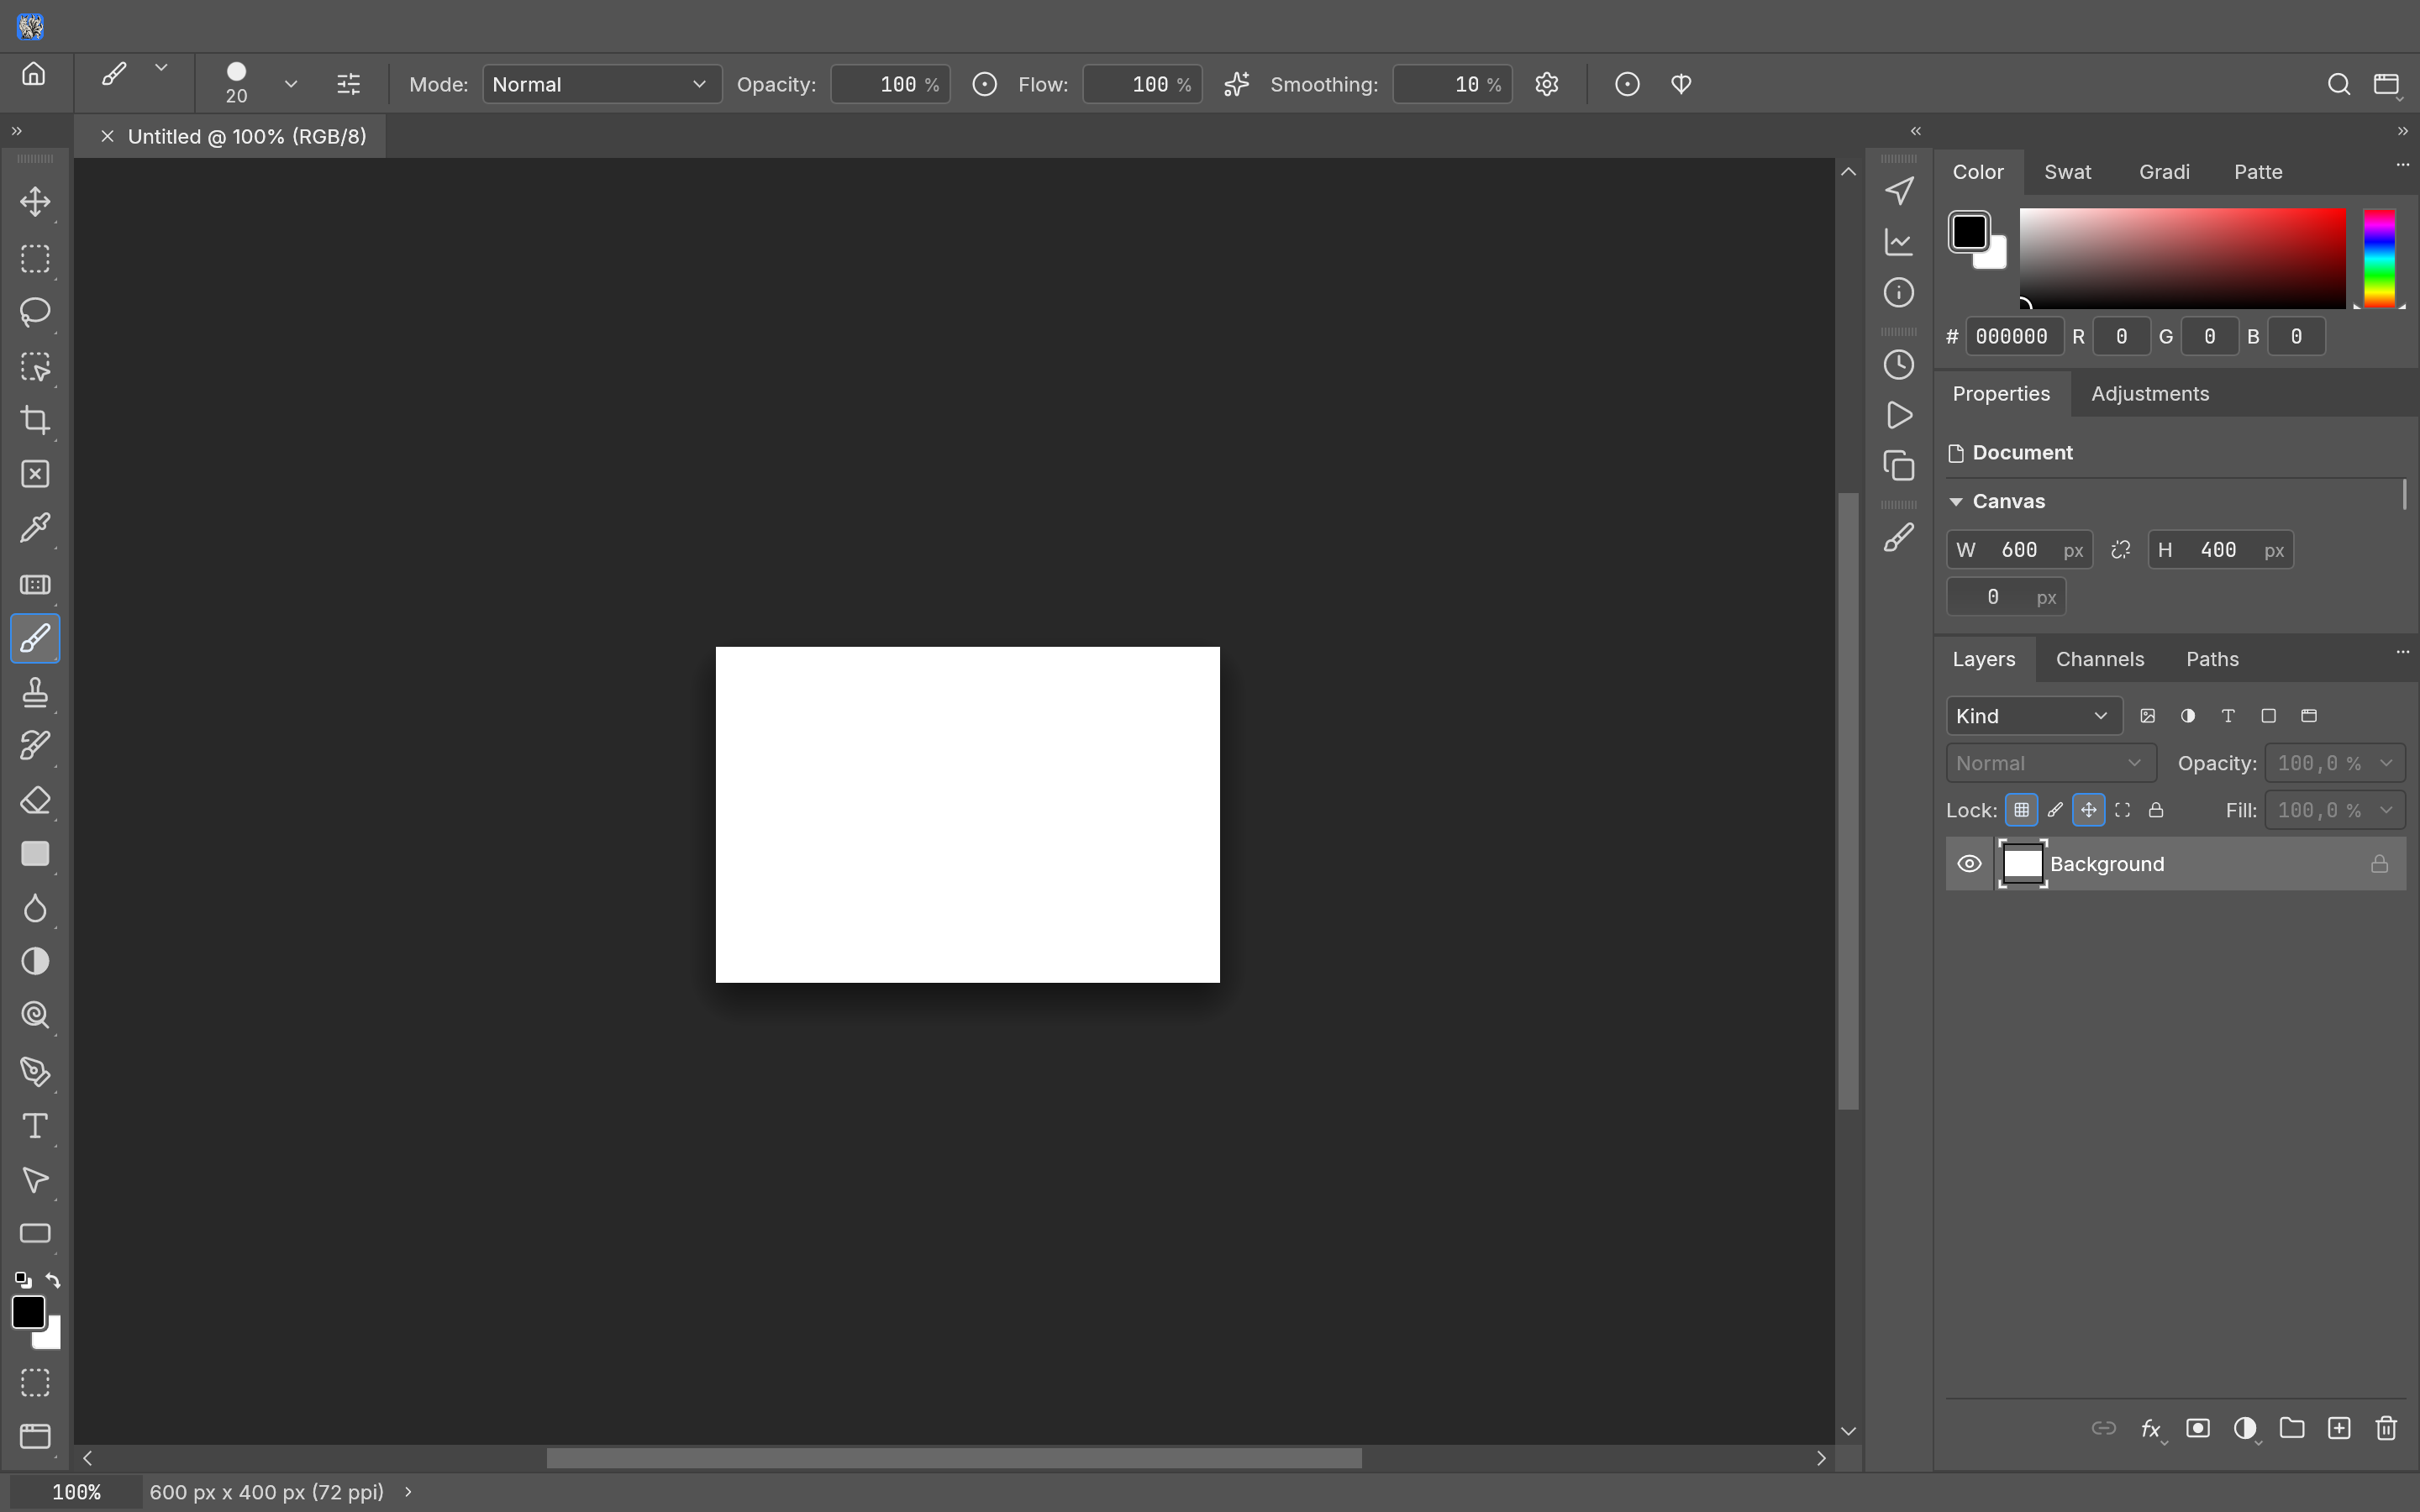 20
Mode: Normal Opacity: 100 % Flow: 100 % Smoothing: 10 %
Untitled @ 100% (RGB/8)
Color Swat Gradi Patte
# 000000 R 0 G 0 B 0
Properties Adjustments
Document
Canvas
W 600 px H 400 px
0 px
Layers Channels Paths
Kind
Normal Opacity: 100,0 %
Lock: Fill: 100,0 %
Background
fx
100% 600 px x 400 px (72 ppi)